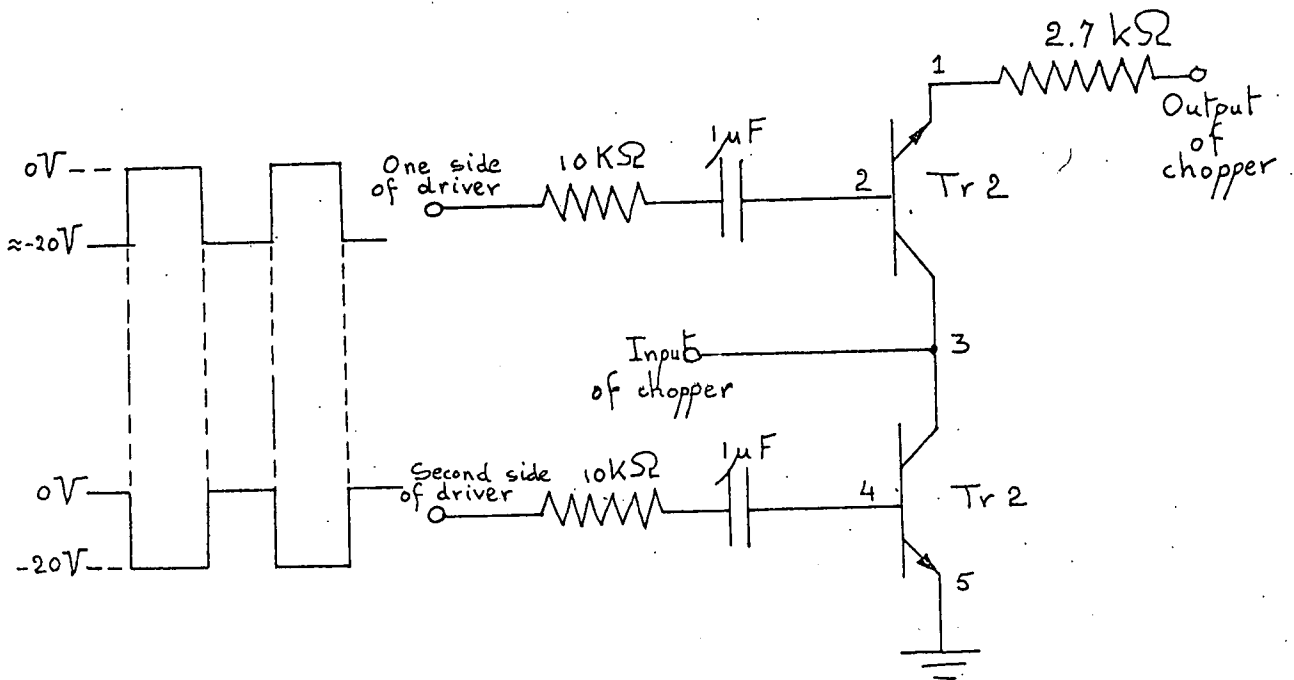 2.7 kΩ
1
Output
of
chopper
1µF
10KΩ
0V
One side
of driver
2
Tr 2
≈-20V
Input
3
of chopper
1µF
Second side
of driver
10KΩ
0V
4
Tr 2
-20V
5